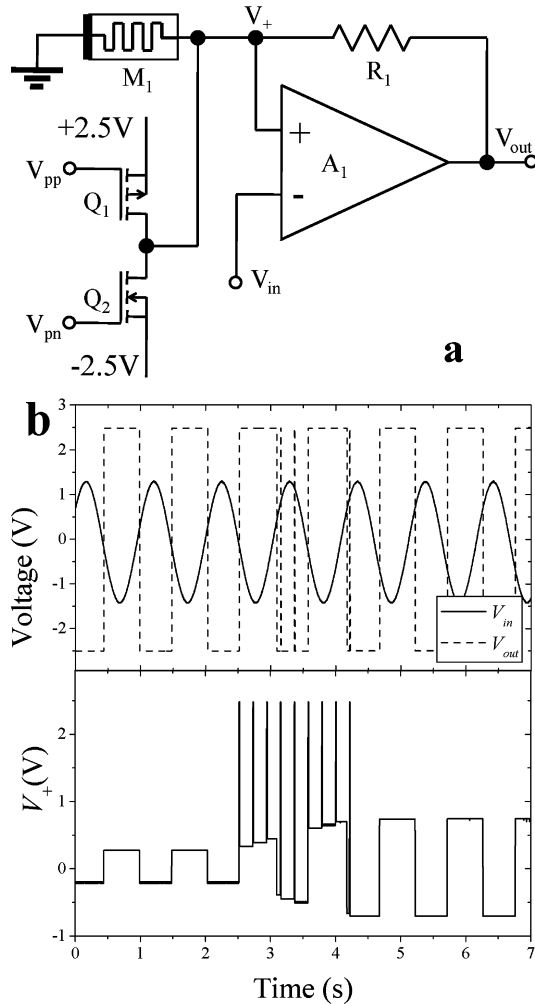 V+
M1
R1
+2.5V
Vpp
Q1
+
A1
-
Vout
Vin
Q2
Vpn
-2.5V
a
b
3
2
1
0
-1
-2
Voltage (V)
Vin
Vout
2
1
0
-1
V+(V)
0 1 2 3 4 5 6 7
Time (s)